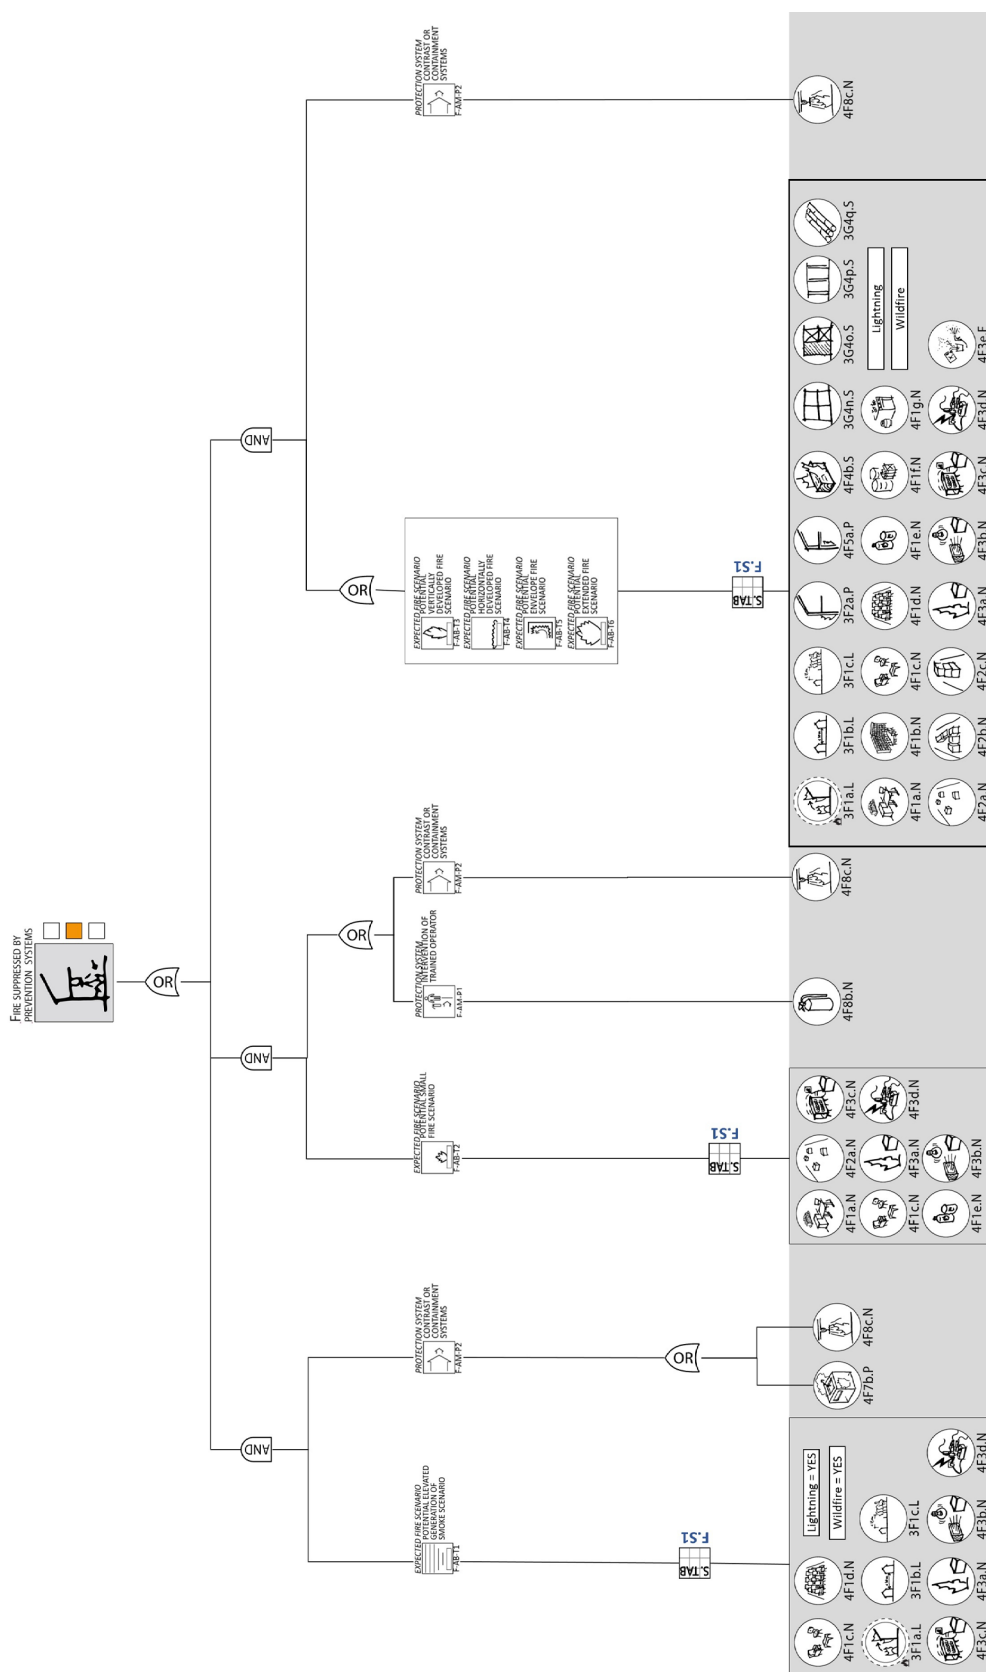 FIRE SUPPRESSED BY
PREVENTION SYSTEMS
OR
AND
AND
AND
EXPECTED FIRE SCENARIO
POTENTIAL ELEVATED
GENERATION OF
SMOKE SCENARIO
F-AB-T1
PROTECTION SYSTEM
CONTRAST OR
CONTAINMENT
SYSTEMS
F-AM-P2
OR
EXPECTED FIRE SCENARIO
POTENTIAL SMALL
FIRE SCENARIO
F-AB-T2
OR
PROTECTION SYSTEM
INTERVENTION OF
TRAINED OPERATOR
F-AM-P1
PROTECTION SYSTEM
CONTRAST OR
CONTAINMENT
SYSTEMS
F-AM-P2
OR
EXPECTED FIRE SCENARIO
POTENTIAL
VERTICALLY
DEVELOPED FIRE
SCENARIO
F-AB-T3
EXPECTED FIRE SCENARIO
POTENTIAL
HORIZONTALLY
DEVELOPED FIRE
SCENARIO
F-AB-T4
EXPECTED FIRE SCENARIO
POTENTIAL
ENVELOPE FIRE
SCENARIO
F-AB-T5
EXPECTED FIRE SCENARIO
POTENTIAL
EXTENDED FIRE
SCENARIO
F-AB-T6
PROTECTION SYSTEM
CONTRAST OR
CONTAINMENT
SYSTEMS
F-AM-P2
S.TAB
F.S1
S.TAB
F.S1
S.TAB
F.S1
4F1c.N 4F1d.N
Lightning = YES
Wildfire = YES
3F1a.L 3F1b.L 3F1c.L
4F3c.N 4F3a.N 4F3b.N 4F3d.N
4F7b.P 4F8c.N
4F1a.N 4F2a.N 4F3c.N
4F1c.N 4F3a.N 4F3d.N
4F1e.N 4F3b.N
4F8b.N 4F8c.N
3F1a.L 3F1b.L 3F1c.L 3F2a.P 4F5a.P 4F4b.S 3G4n.S 3G4o.S 3G4p.S 3G4q.S
4F1a.N 4F1b.N 4F1c.N 4F1d.N 4F1e.N 4F1f.N 4F1g.N
Lightning
Wildfire
4F2a.N 4F2b.N 4F2c.N 4F3a.N 4F3b.N 4F3c.N 4F3d.N 4F3e.F
4F8c.N